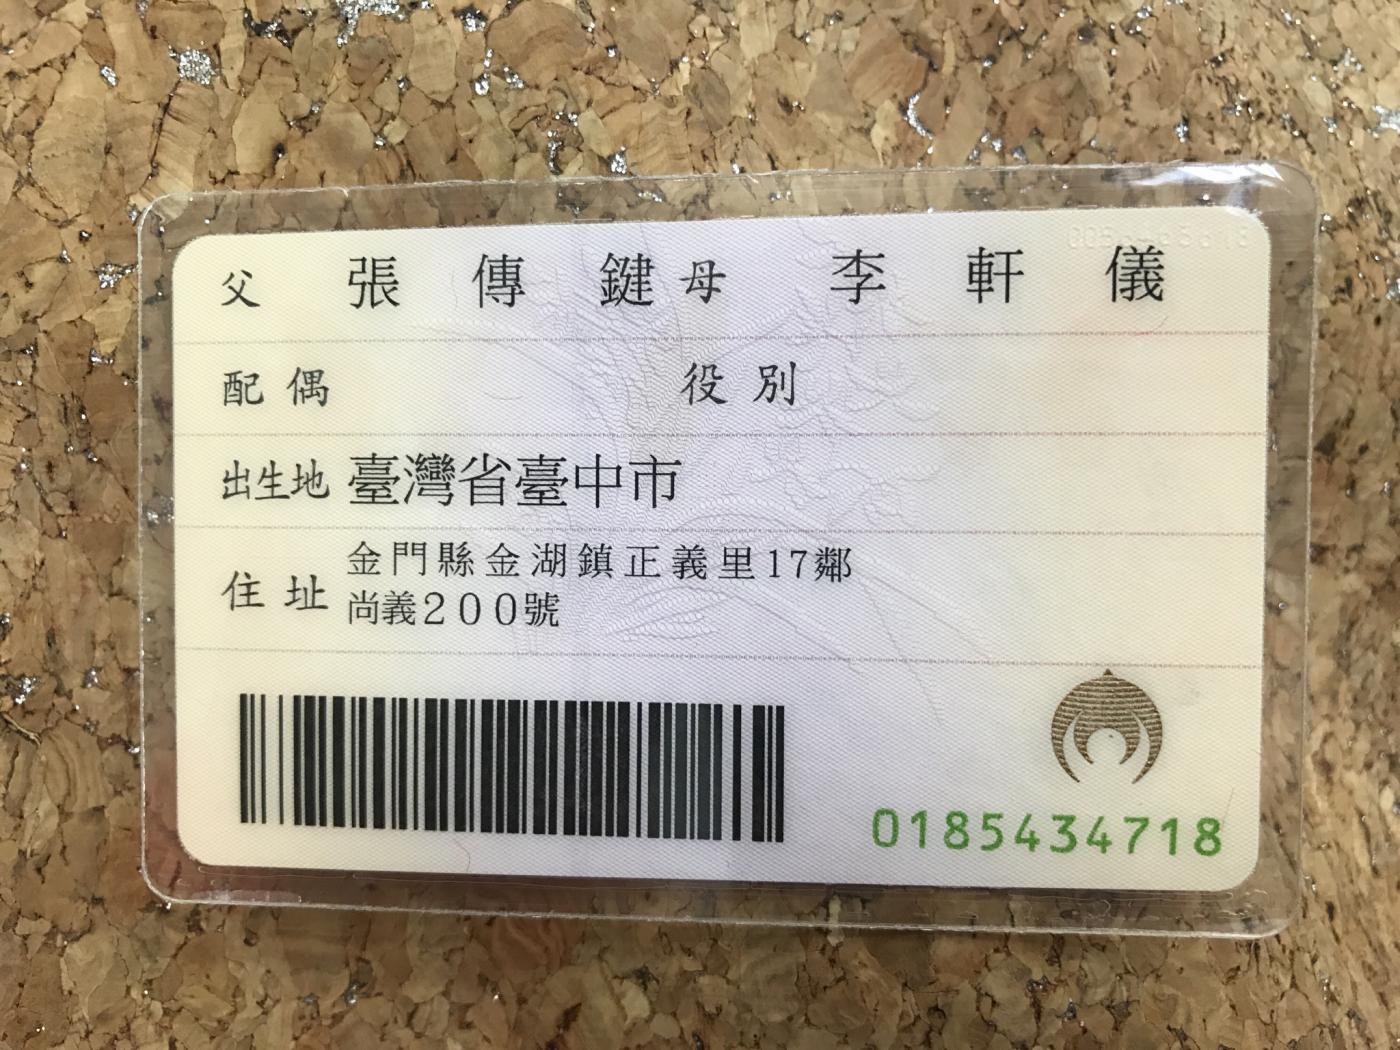 父 張傳鍵 母 李軒儀
配偶 役別
出生地 臺灣省臺中市
住址 金門縣金湖鎮正義里17鄰
尚義200號
0185434718